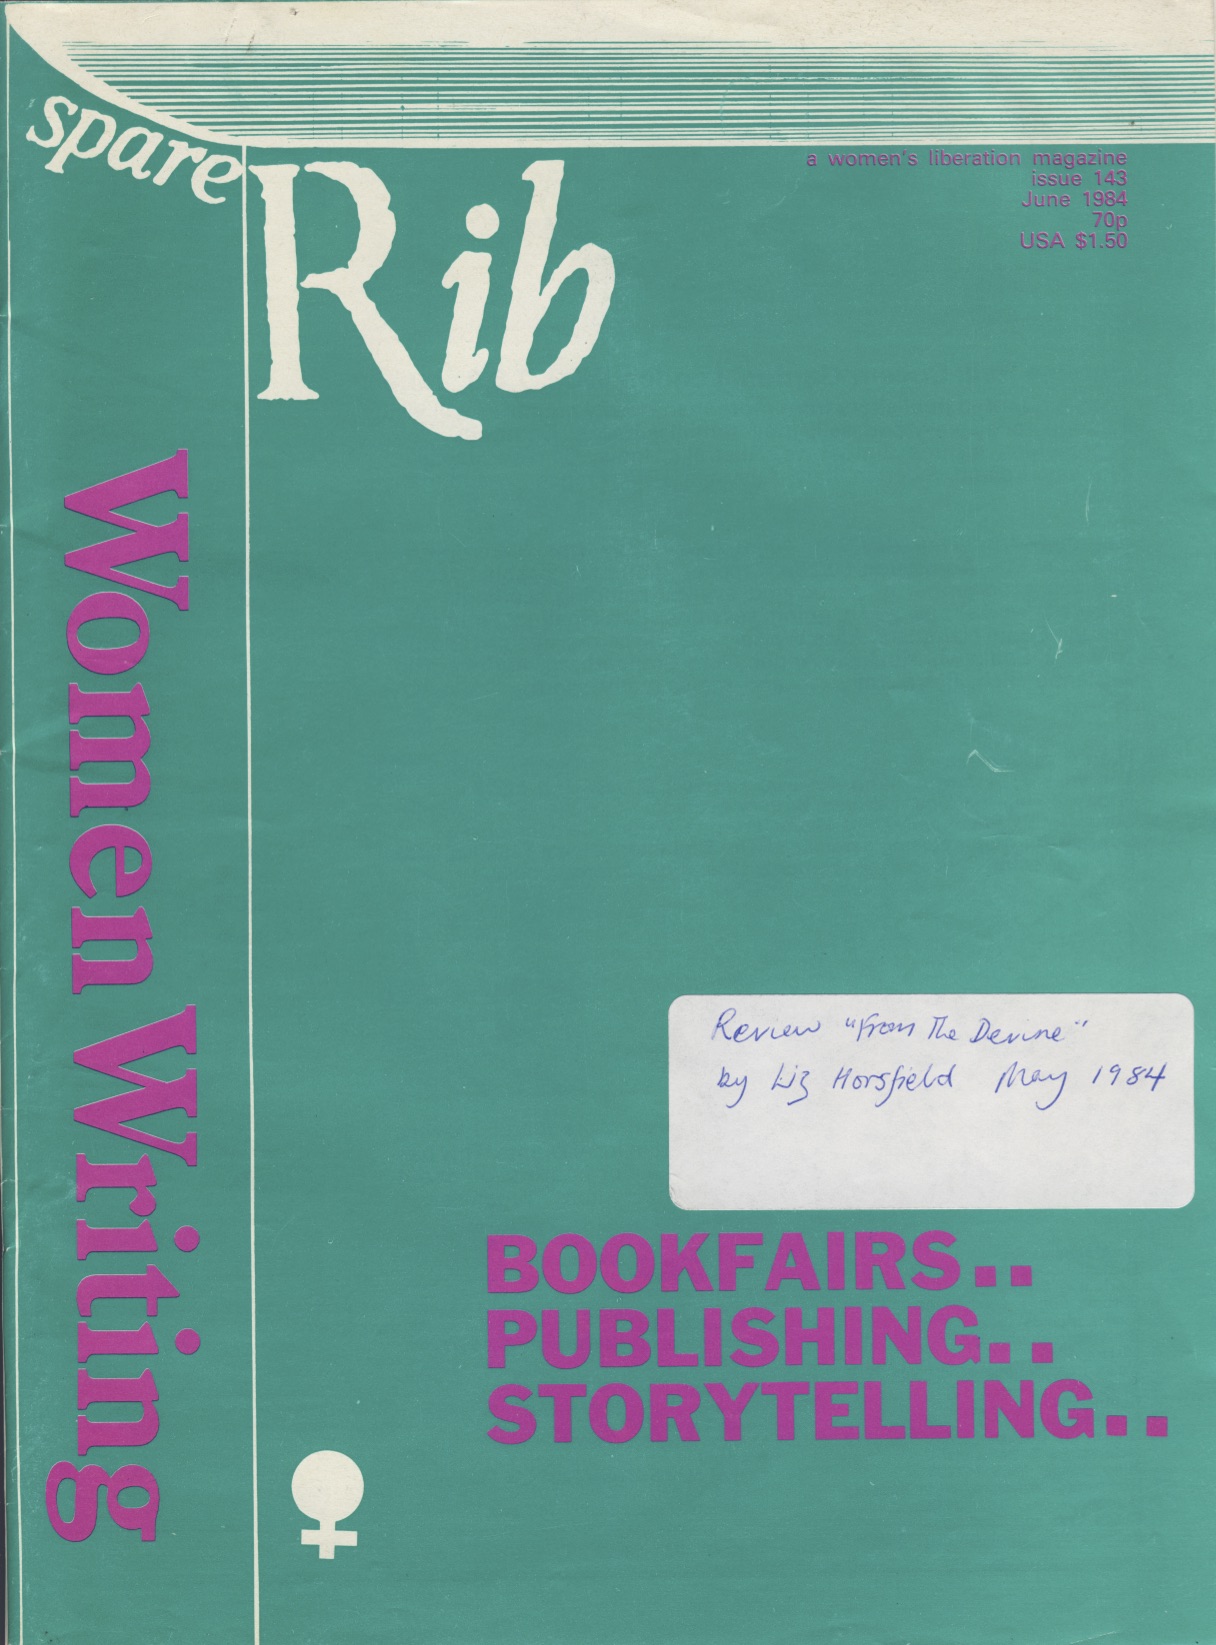 spare Rib
a women's liberation magazine
issue 143
June 1984
70p
USA $1.50
Women Writing
Review "From The Devine"
by Liz Horsfield May 1984
BOOKFAIRS..
PUBLISHING..
STORYTELLING..